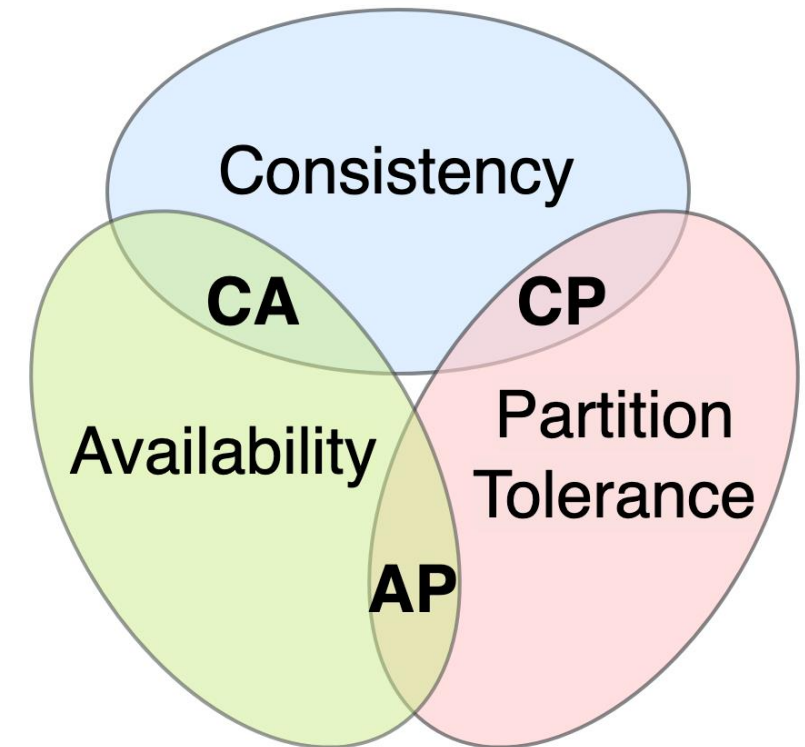 Consistency
CA
CP
Availability
Partition
Tolerance
AP